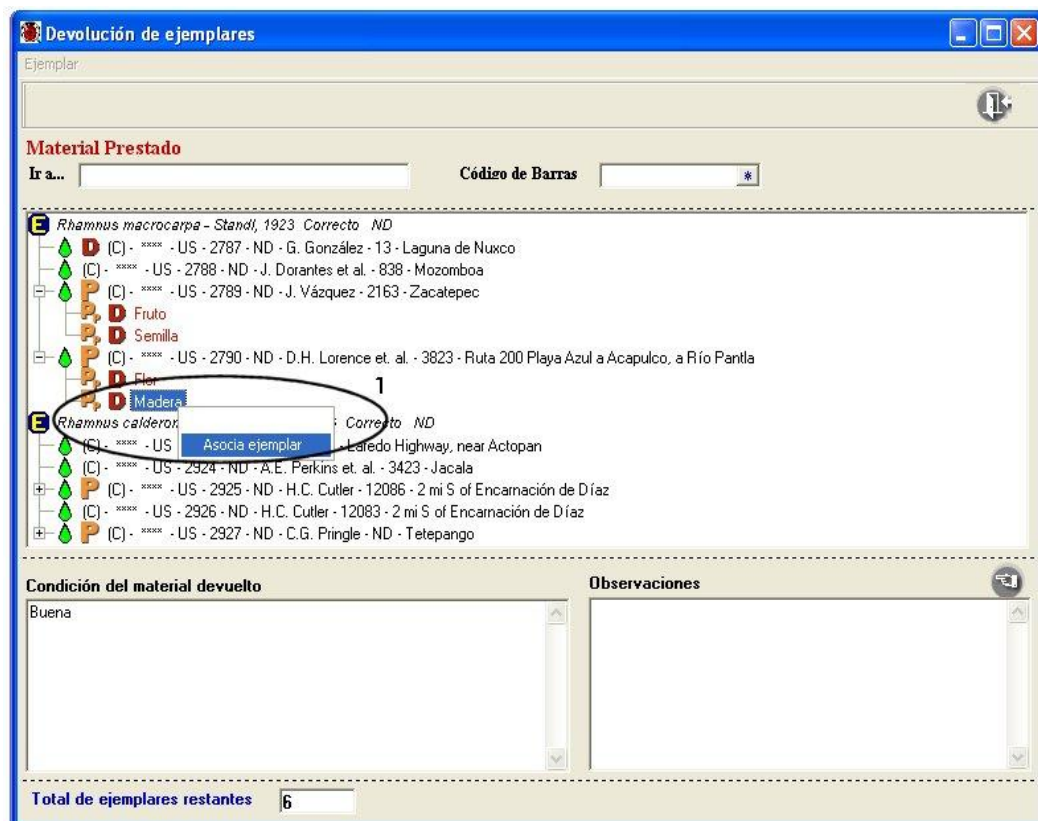 Devolución de ejemplares
Ejemplar
Material Prestado
Ir a... Código de Barras *
E Rhamnus macrocarpa - Standl, 1923 Correcto ND
D (C) - **** - US - 2787 - ND - G. González - 13 - Laguna de Nuxco
(C) - **** - US - 2788 - ND - J. Dorantes et al. - 838 - Mozomboa
P (C) - **** - US - 2789 - ND - J. Vázquez - 2163 - Zacatepec
PP D Fruto
PP D Semilla
P (C) - **** - US - 2790 - ND - D.H. Lorence et. al. - 3823 - Ruta 200 Playa Azul a Acapulco, a Río Pantla
PP D Flor
1
PP D Madera
E Rhamnus calderon Correcto ND
(C) - **** - US Asocia ejemplar - Laredo Highway, near Actopan
(C) - **** - US - 2924 - ND - A.E. Perkins et. al. - 3423 - Jacala
P (C) - **** - US - 2925 - ND - H.C. Cutler - 12086 - 2 mi S of Encarnación de Díaz
(C) - **** - US - 2926 - ND - H.C. Cutler - 12083 - 2 mi S of Encarnación de Díaz
P (C) - **** - US - 2927 - ND - C.G. Pringle - ND - Tetepango
Condición del material devuelto Observaciones
Buena
Total de ejemplares restantes 6